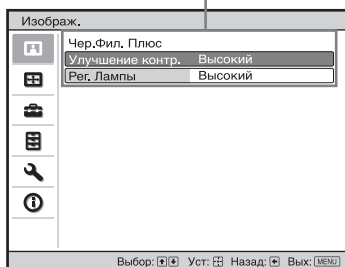 Изображ.
Чер.Фил. Плюс
Улучшение контр. Высокий
Рег. Лампы Высокий
Выбор: Уст: Назад: Вых: MENU